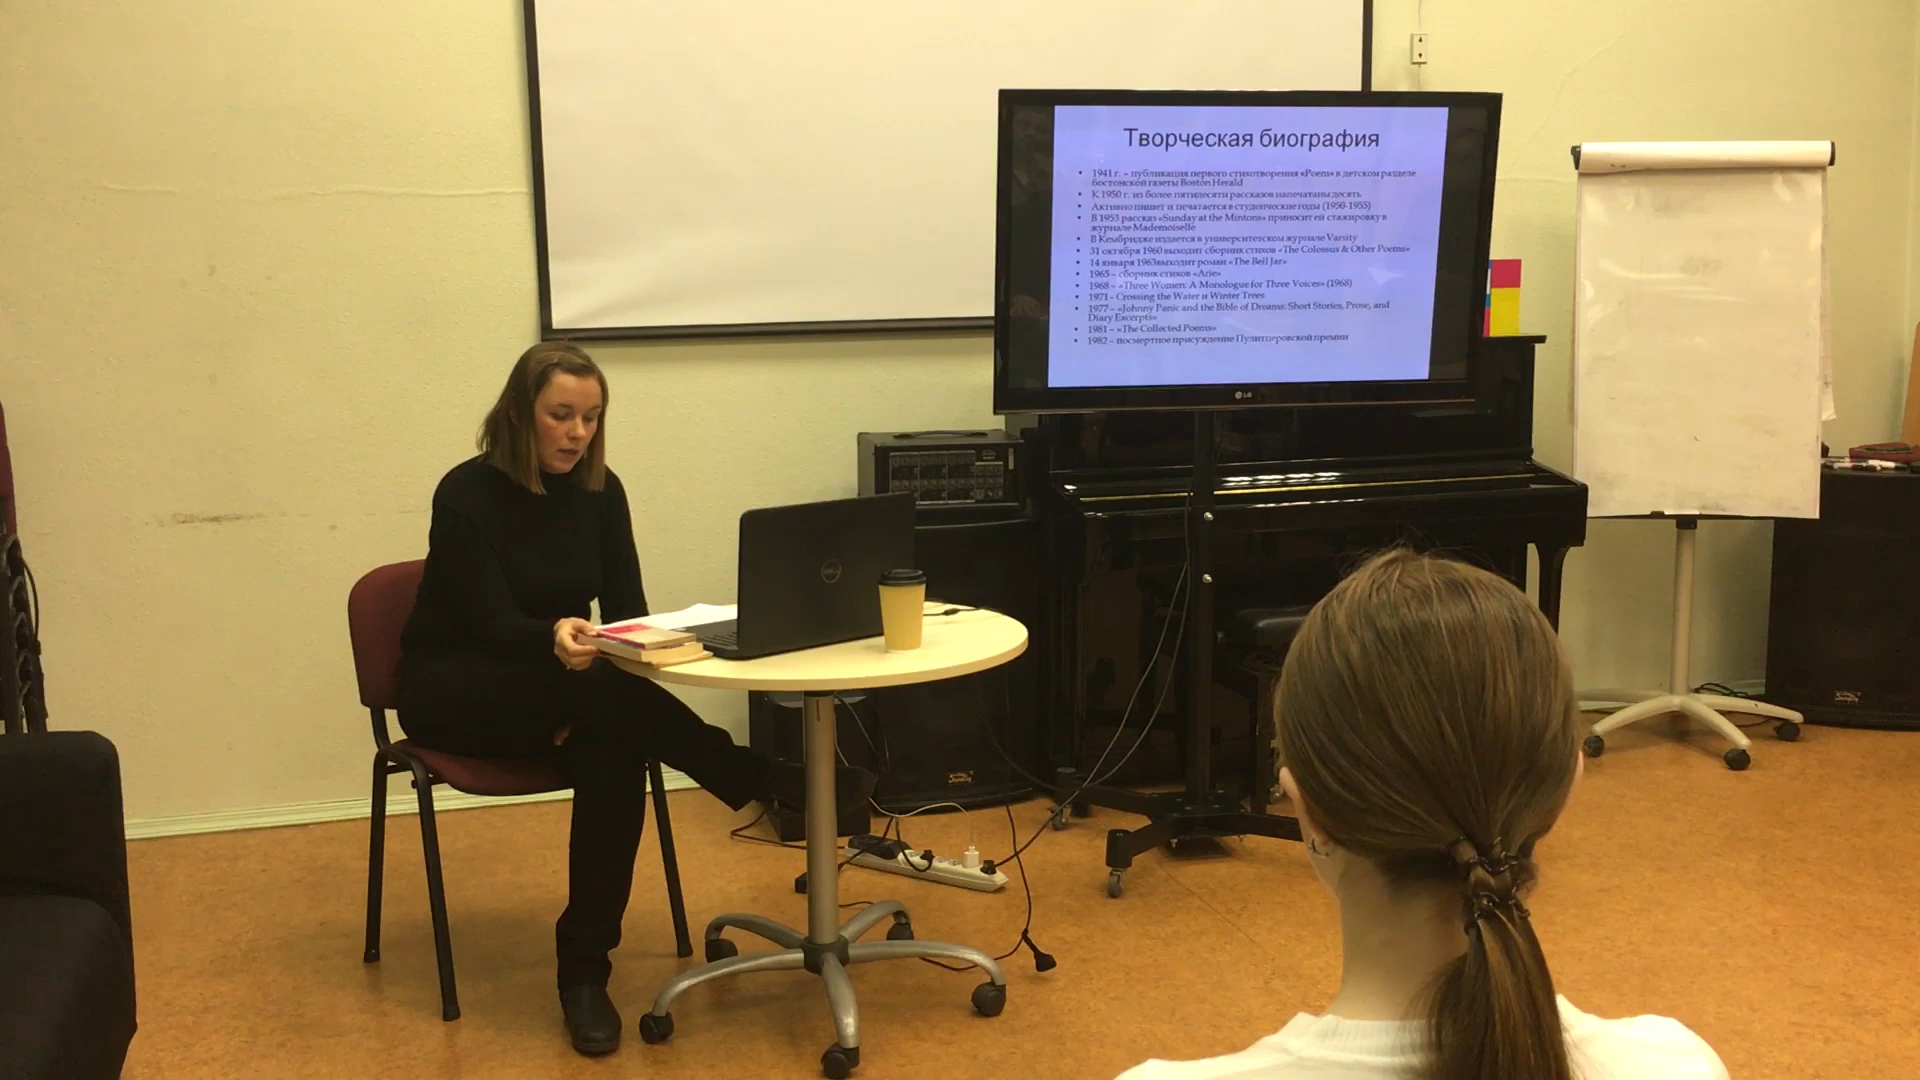 Творческая биография
• 1941 г. – публикация первого стихотворения «Poem» в детском разделе
бостонской газеты Boston Herald
• К 1950 г. из более пятидесяти рассказов напечатаны десять
• Активно пишет и печатается в студенческие годы (1950-1955)
• В 1953 рассказ «Sunday at the Mintons» приносит ей стажировку в
журнале Mademoiselle
• В Кембридже издается в университетском журнале Varsity
• 31 октября 1960 выходит сборник стихов «The Colossus & Other Poems»
• 14 января 1963выходит роман «The Bell Jar»
• 1965 – сборник стихов «Arie»
• 1968 – «Three Women: A Monologue for Three Voices» (1968)
• 1971 - Crossing the Water и Winter Trees
• 1977 – «Johnny Panic and the Bible of Dreams: Short Stories, Prose, and
Diary Excerpts»
• 1981 – «The Collected Poems»
• 1982 – посмертное присуждение Пулитцеровской премии
LG
DELL